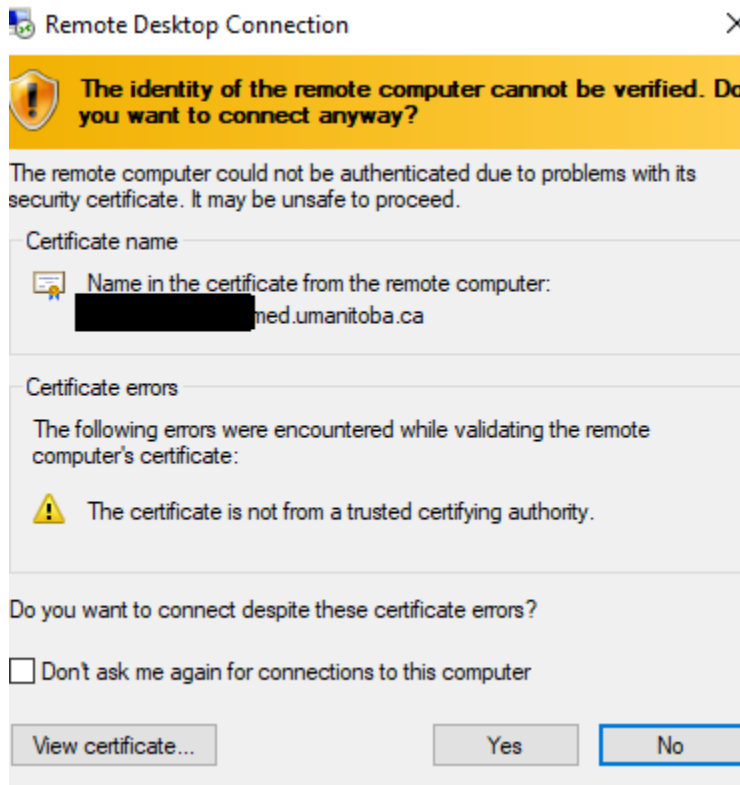 Remote Desktop Connection
The identity of the remote computer cannot be verified. Do
you want to connect anyway?
The remote computer could not be authenticated due to problems with its
security certificate. It may be unsafe to proceed.
Certificate name
Name in the certificate from the remote computer:
med.umanitoba.ca
Certificate errors
The following errors were encountered while validating the remote
computer's certificate:
The certificate is not from a trusted certifying authority.
Do you want to connect despite these certificate errors?
Don't ask me again for connections to this computer
View certificate...
Yes
No